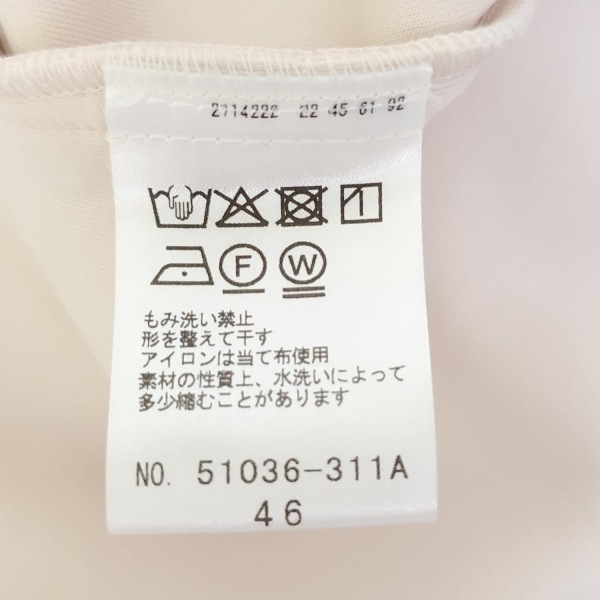 2714222 22 45 61 92
F W
もみ洗い禁止
形を整えて干す
アイロンは当て布使用
素材の性質上、水洗いによって
多少縮むことがあります
NO. 51036-311A
46